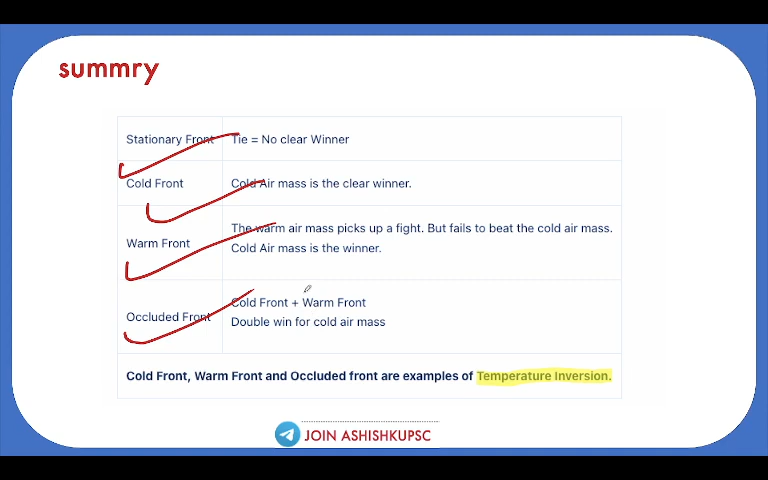 summry
Stationary Front Tie = No clear Winner
Cold Front Cold Air mass is the clear winner.
The warm air mass picks up a fight. But fails to beat the cold air mass.
Warm Front
Cold Air mass is the winner.
Cold Front + Warm Front
Occluded Front
Double win for cold air mass
Cold Front, Warm Front and Occluded front are examples of Temperature Inversion.
JOIN ASHISHKUPSC